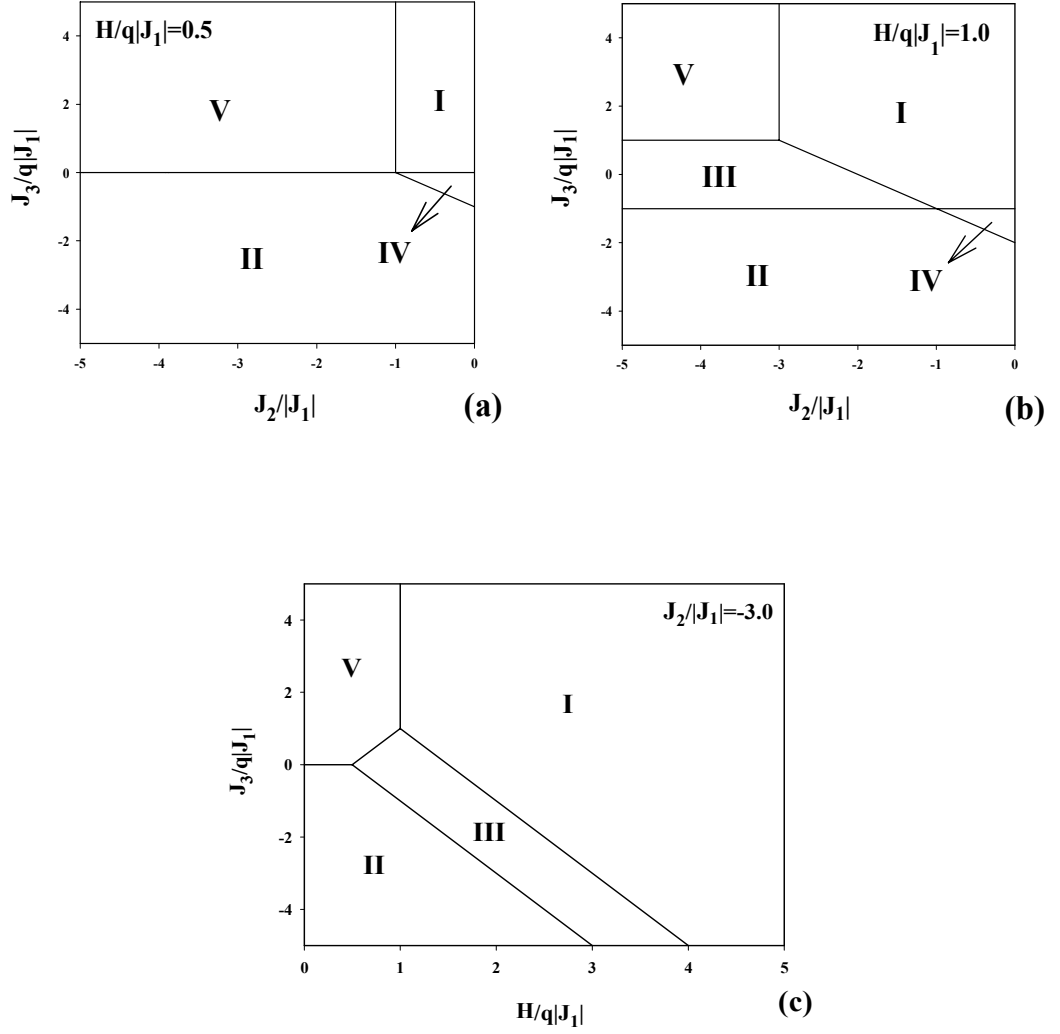 H/q|J1|=0.5
V
I
II
IV
4
2
0
-2
-4
J3/q|J1|
-5
-4
-3
-2
-1
0
J2/|J1|
(a)
H/q|J1|=1.0
V
I
III
II
IV
4
2
0
-2
-4
J3/q|J1|
-5
-4
-3
-2
-1
0
J2/|J1|
(b)
J2/|J1|=-3.0
V
I
III
II
4
2
0
-2
-4
J3/q|J1|
0
1
2
3
4
5
H/q|J1|
(c)